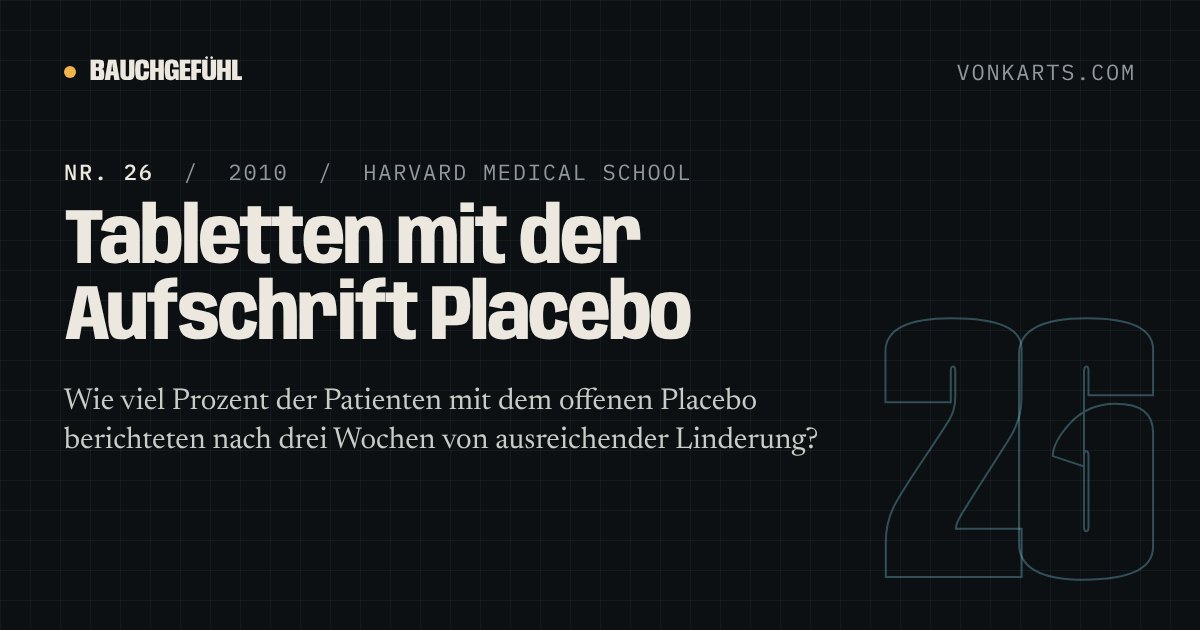 BAUCHGEFÜHL
VONKARTS.COM
NR. 26 / 2010 / HARVARD MEDICAL SCHOOL
Tabletten mit der
Aufschrift Placebo
Wie viel Prozent der Patienten mit dem offenen Placebo
berichteten nach drei Wochen von ausreichender Linderung?
26